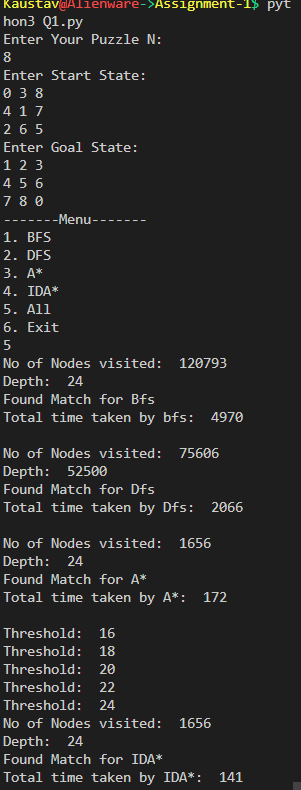 Kaustav@Alienware->Assignment-1$ pyt
hon3 Q1.py
Enter Your Puzzle N:
8
Enter Start State:
0 3 8
4 1 7
2 6 5
Enter Goal State:
1 2 3
4 5 6
7 8 0
-------Menu-------
1. BFS
2. DFS
3. A*
4. IDA*
5. All
6. Exit
5
No of Nodes visited:  120793
Depth:  24
Found Match for Bfs
Total time taken by bfs:  4970

No of Nodes visited:  75606
Depth:  52500
Found Match for Dfs
Total time taken by Dfs:  2066

No of Nodes visited:  1656
Depth:  24
Found Match for A*
Total time taken by A*:  172

Threshold:  16
Threshold:  18
Threshold:  20
Threshold:  22
Threshold:  24
No of Nodes visited:  1656
Depth:  24
Found Match for IDA*
Total time taken by IDA*:  141